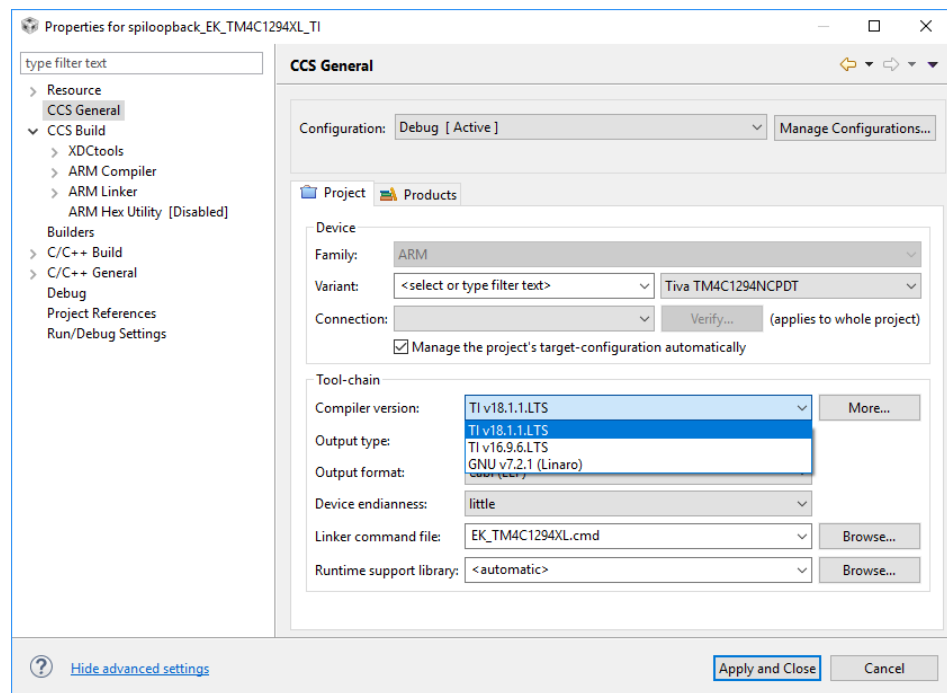 Properties for spiloopback_EK_TM4C1294XL_TI
type filter text
CCS General
Resource
CCS General
CCS Build
XDCtools
ARM Compiler
ARM Linker
ARM Hex Utility [Disabled]
Builders
C/C++ Build
C/C++ General
Debug
Project References
Run/Debug Settings
Configuration: Debug [ Active ] Manage Configurations...
Project Products
Device
Family: ARM
Variant: <select or type filter text> Tiva TM4C1294NCPDT
Connection: Verify... (applies to whole project)
Manage the project's target-configuration automatically
Tool-chain
Compiler version: TI v18.1.1.LTS More...
TI v18.1.1.LTS
Output type: TI v16.9.6.LTS
GNU v7.2.1 (Linaro)
Output format:
Device endianness: little
Linker command file: EK_TM4C1294XL.cmd Browse...
Runtime support library: <automatic> Browse...
? Hide advanced settings Apply and Close Cancel